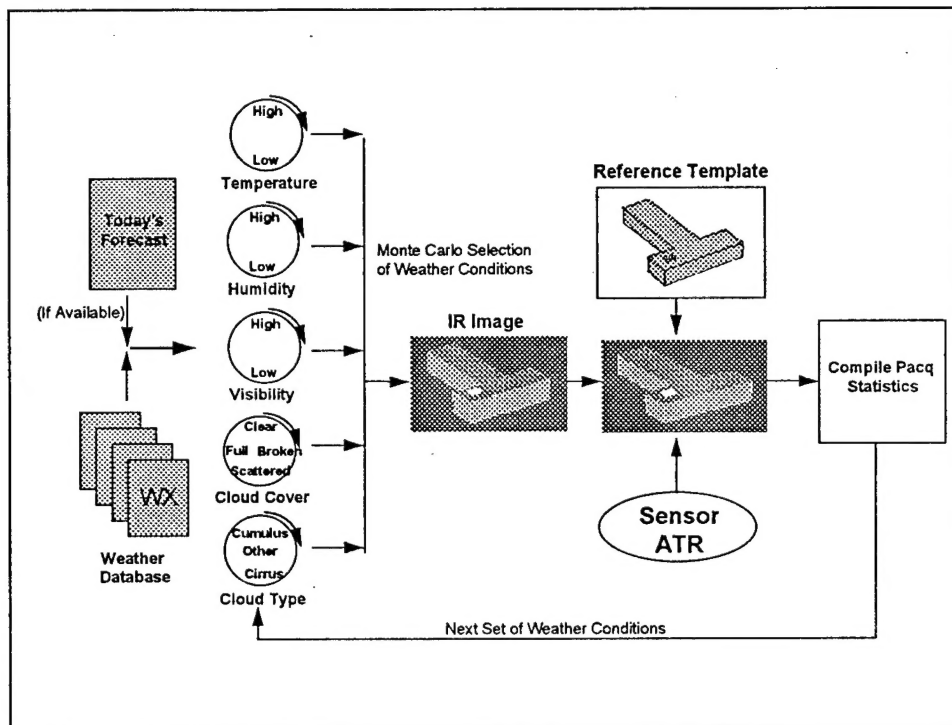 Today's
Forecast
(If Available)
WX
Weather
Database
High
Low
Temperature
High
Low
Humidity
High
Low
Visibility
Clear
Full Broken
Scattered
Cloud Cover
Cumulus
Other
Cirrus
Cloud Type
Monte Carlo Selection
of Weather Conditions
IR Image
Reference Template
Sensor
ATR
Compile Pacq
Statistics
Next Set of Weather Conditions